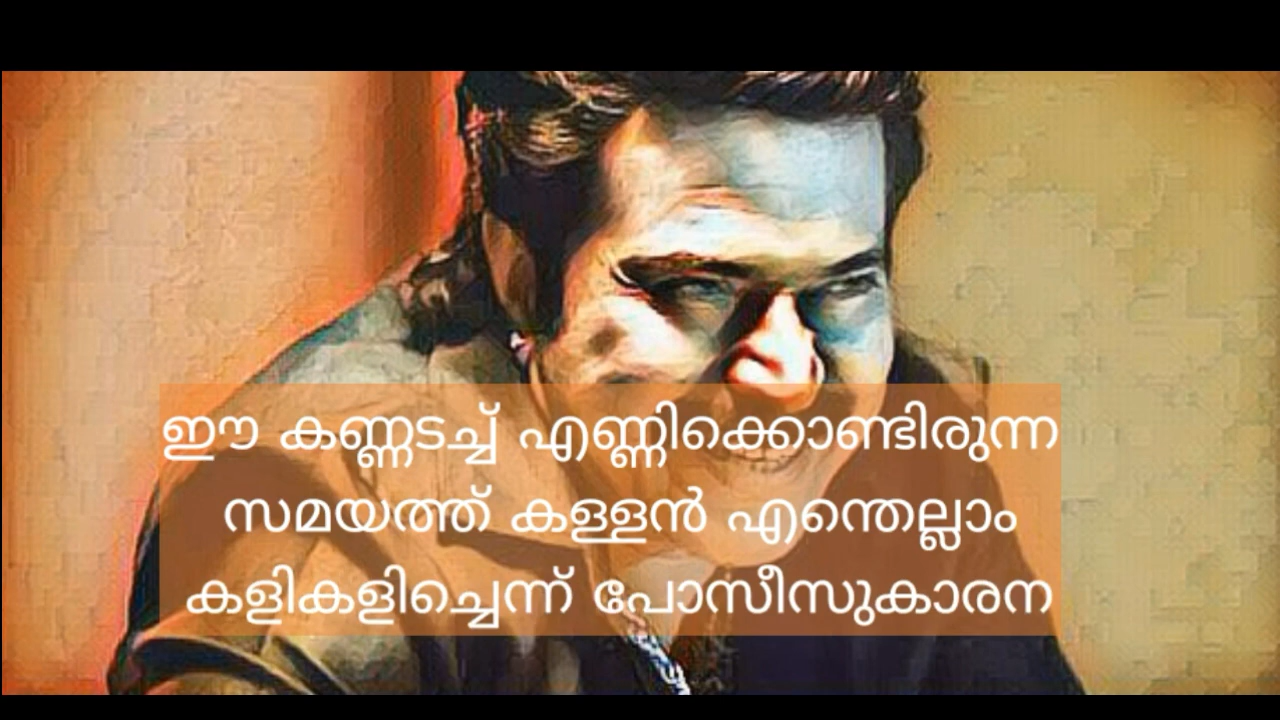 ഈ കണ്ണടച്ച് എണ്ണിക്കൊണ്ടിരുന്ന
സമയത്ത് കള്ളൻ എന്തെല്ലാം
കളികളിച്ചെന്ന് പോസീസുകാരന